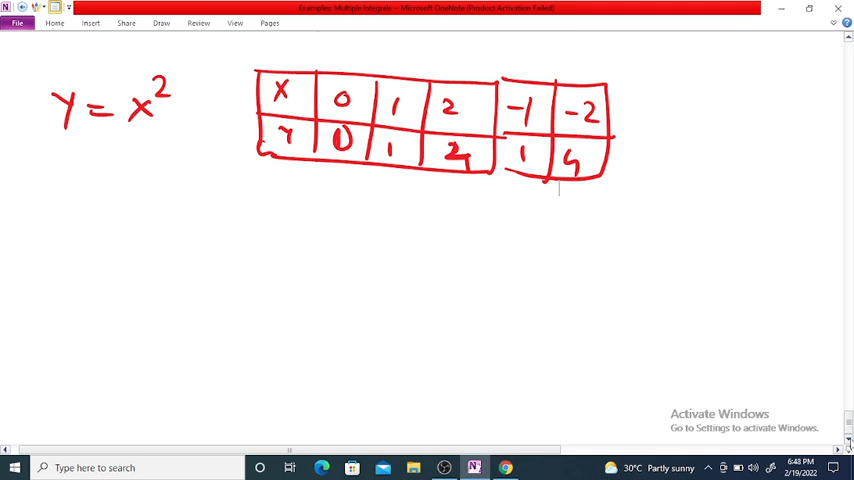 Examples: Multiple Integrals -- Microsoft OneNote (Product Activation Failed)
File Home Insert Share Draw Review View Pages
y = x²
x 0 1 2 -1 -2
y 0 1 4 1 4
Activate Windows
Go to Settings to activate Windows.
Type here to search
30°C Partly sunny
6:48 PM
2/19/2022